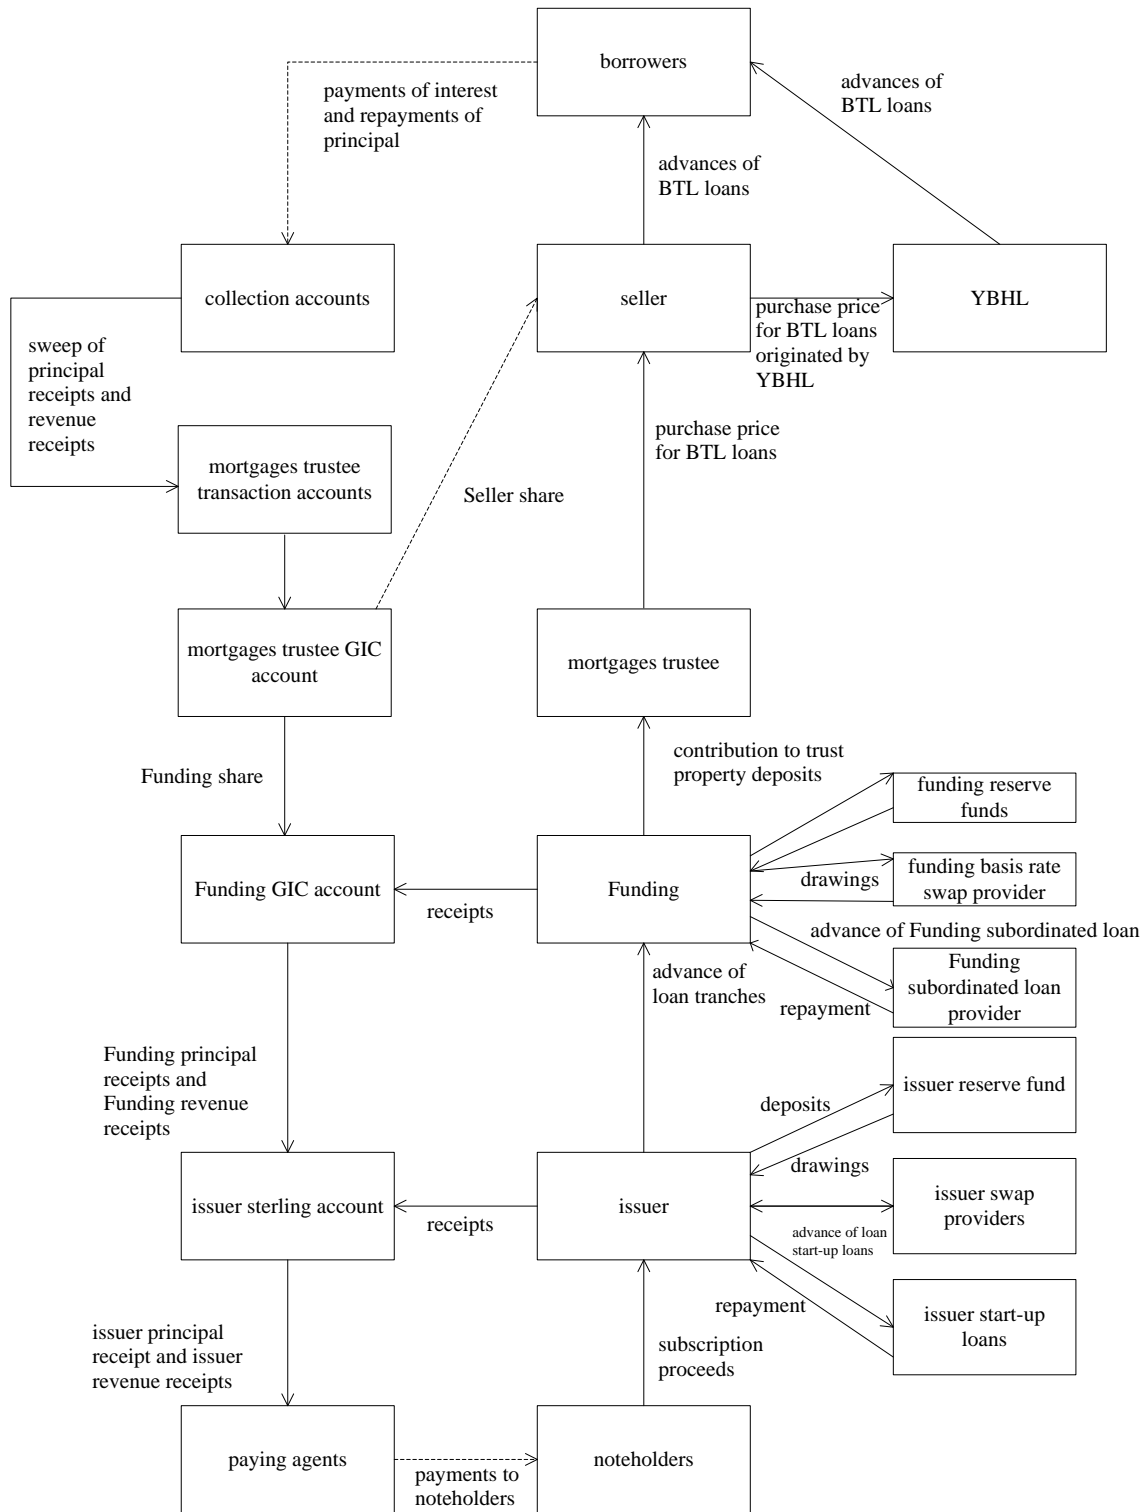 borrowers
advances of
BTL loans
payments of interest
and repayments of
principal
advances of
BTL loans
collection accounts
seller
YBHL
purchase price
for BTL loans
originated by
YBHL
sweep of
principal
receipts and
revenue
receipts
purchase price
for BTL loans
mortgages trustee
transaction accounts
Seller share
mortgages trustee GIC
account
mortgages trustee
contribution to trust
property deposits
Funding share
funding reserve
funds
Funding GIC account
receipts
Funding
drawings
funding basis rate
swap provider
advance of Funding subordinated loan
advance of
loan tranches
Funding
subordinated loan
provider
repayment
Funding principal
receipts and
Funding revenue
receipts
issuer reserve fund
deposits
drawings
issuer sterling account
receipts
issuer
issuer swap
providers
advance of loan
start-up loans
repayment
issuer start-up
loans
issuer principal
receipt and issuer
revenue receipts
subscription
proceeds
paying agents
payments to
noteholders
noteholders